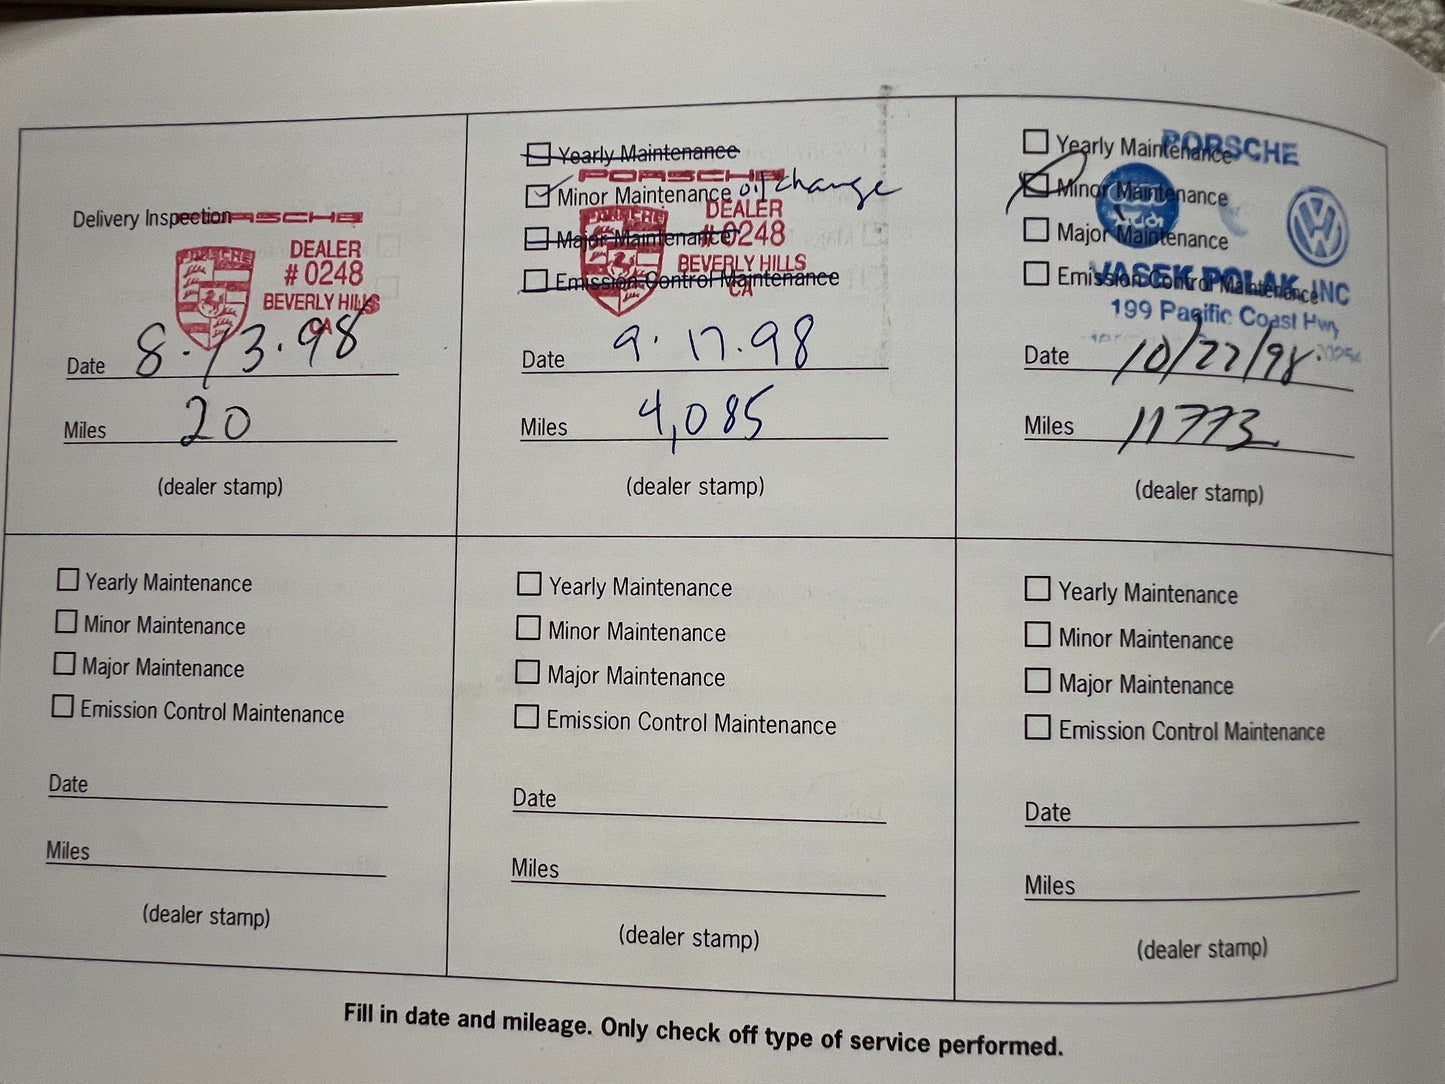 Delivery Inspection
PORSCHE
DEALER
# 0248
BEVERLY HILLS
CA
Date 8.13.98
Miles 20
(dealer stamp)
Yearly Maintenance
PORSCHE
Minor Maintenance oil change
PORSCHE
DEALER
Major Maintenance
#0248
BEVERLY HILLS
Emission Control Maintenance
CA
Date 9.17.98
Miles 4,085
(dealer stamp)
PORSCHE
Yearly Maintenance
Minor Maintenance
Major Maintenance
Emission Control Maintenance
VASEK POLAK, INC
199 Pacific Coast Hwy
Date 10/22/98
Miles 11773
(dealer stamp)
Yearly Maintenance
Minor Maintenance
Major Maintenance
Emission Control Maintenance
Date
Miles
(dealer stamp)
Yearly Maintenance
Minor Maintenance
Major Maintenance
Emission Control Maintenance
Date
Miles
(dealer stamp)
Yearly Maintenance
Minor Maintenance
Major Maintenance
Emission Control Maintenance
Date
Miles
(dealer stamp)
Fill in date and mileage. Only check off type of service performed.